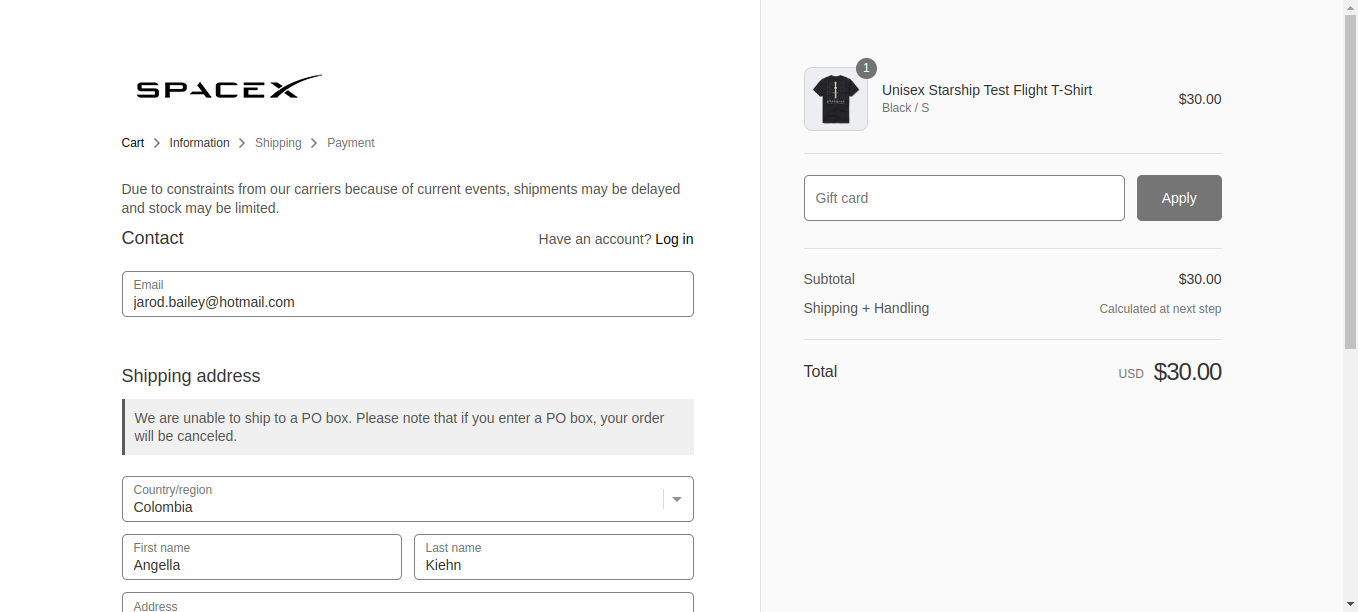 SPACEX
Cart > Information > Shipping > Payment
Due to constraints from our carriers because of current events, shipments may be delayed
and stock may be limited.
Contact
Have an account? Log in
Email
jarod.bailey@hotmail.com
Shipping address
We are unable to ship to a PO box. Please note that if you enter a PO box, your order
will be canceled.
Country/region
Colombia
First name
Angella
Last name
Kiehn
Address
1
Unisex Starship Test Flight T-Shirt
Black / S
$30.00
Gift card
Apply
Subtotal
$30.00
Shipping + Handling
Calculated at next step
Total
USD $30.00